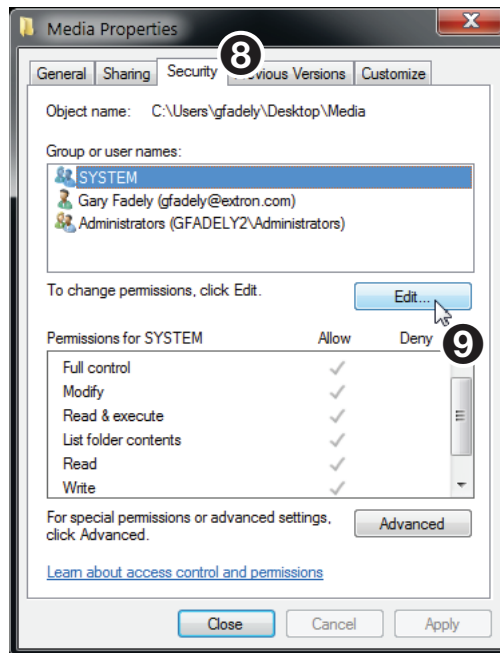 Media Properties
8
General Sharing Security Previous Versions Customize
Object name: C:\Users\gfadely\Desktop\Media
Group or user names:
SYSTEM
Gary Fadely (gfadely@extron.com)
Administrators (GFADELY2\Administrators)
To change permissions, click Edit.
Edit...
9
Permissions for SYSTEM Allow Deny
Full control
Modify
Read & execute
List folder contents
Read
Write
For special permissions or advanced settings,
click Advanced.
Advanced
Learn about access control and permissions
Close Cancel Apply